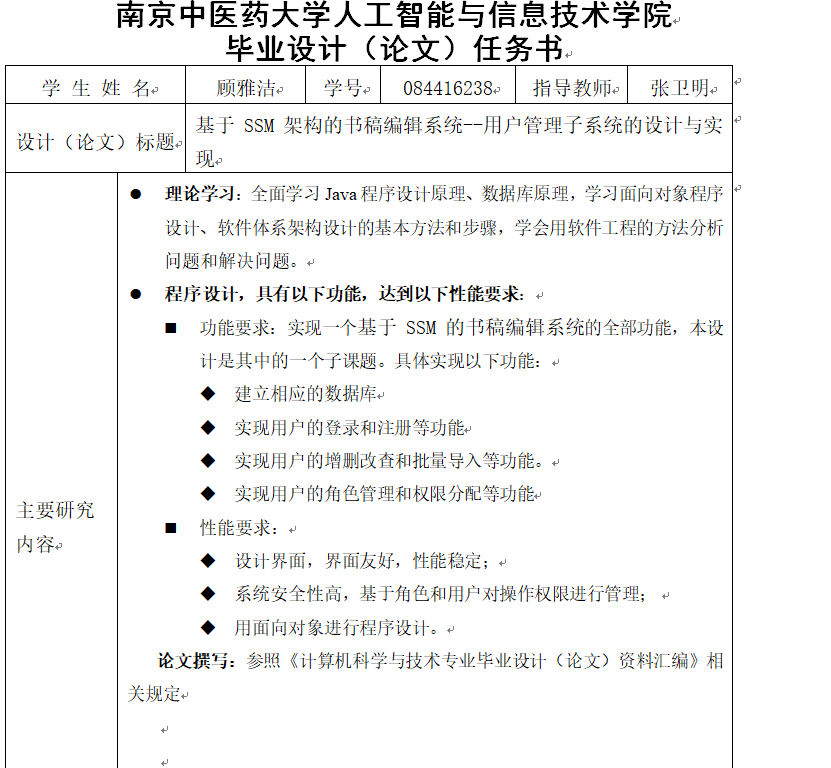 南京中医药大学人工智能与信息技术学院
毕业设计（论文）任务书
学 生 姓 名 顾雅洁 学号 084416238 指导教师 张卫明
设计（论文）标题 基于 SSM 架构的书稿编辑系统--用户管理子系统的设计与实
现
● 理论学习：全面学习 Java 程序设计原理、数据库原理，学习面向对象程序
设计、软件体系架构设计的基本方法和步骤，学会用软件工程的方法分析
问题和解决问题。
● 程序设计，具有以下功能，达到以下性能要求：
■ 功能要求：实现一个基于 SSM 的书稿编辑系统的全部功能，本设
计是其中的一个子课题。具体实现以下功能：
◆ 建立相应的数据库
◆ 实现用户的登录和注册等功能
◆ 实现用户的增删改查和批量导入等功能。
◆ 实现用户的角色管理和权限分配等功能
主要研究
内容
■ 性能要求：
◆ 设计界面，界面友好，性能稳定；
◆ 系统安全性高，基于角色和用户对操作权限进行管理；
◆ 用面向对象进行程序设计。
论文撰写：参照《计算机科学与技术专业毕业设计（论文）资料汇编》相
关规定